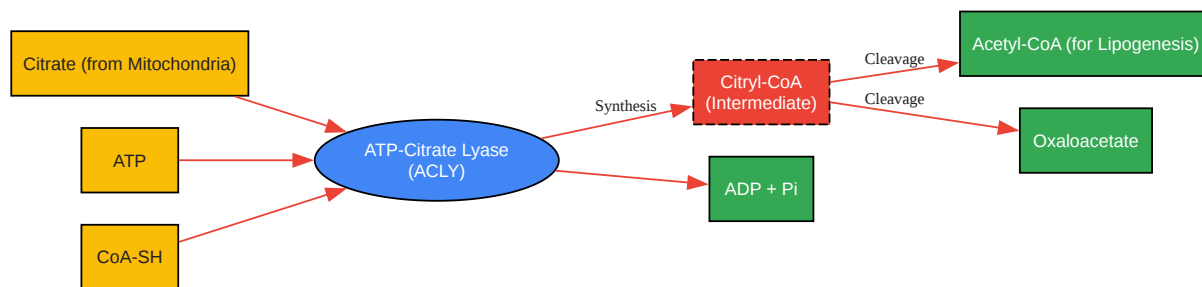 Citrate (from Mitochondria)
ATP
CoA-SH
ATP-Citrate Lyase
(ACLY)
Synthesis
Citryl-CoA
(Intermediate)
ADP + Pi
Cleavage
Cleavage
Acetyl-CoA (for Lipogenesis)
Oxaloacetate